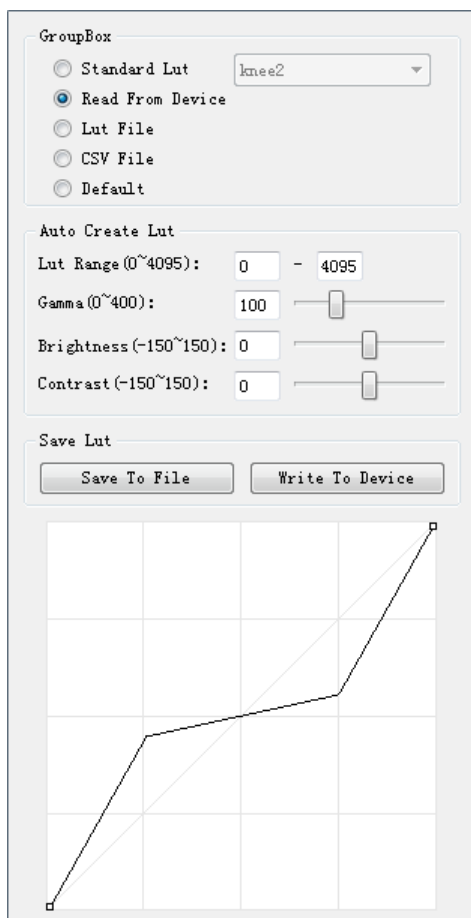 GroupBox
Standard Lut knee2
Read From Device
Lut File
CSV File
Default
Auto Create Lut
Lut Range(0~4095): 0 - 4095
Gamma(0~400): 100
Brightness(-150~150): 0
Contrast(-150~150): 0
Save Lut
Save To File Write To Device